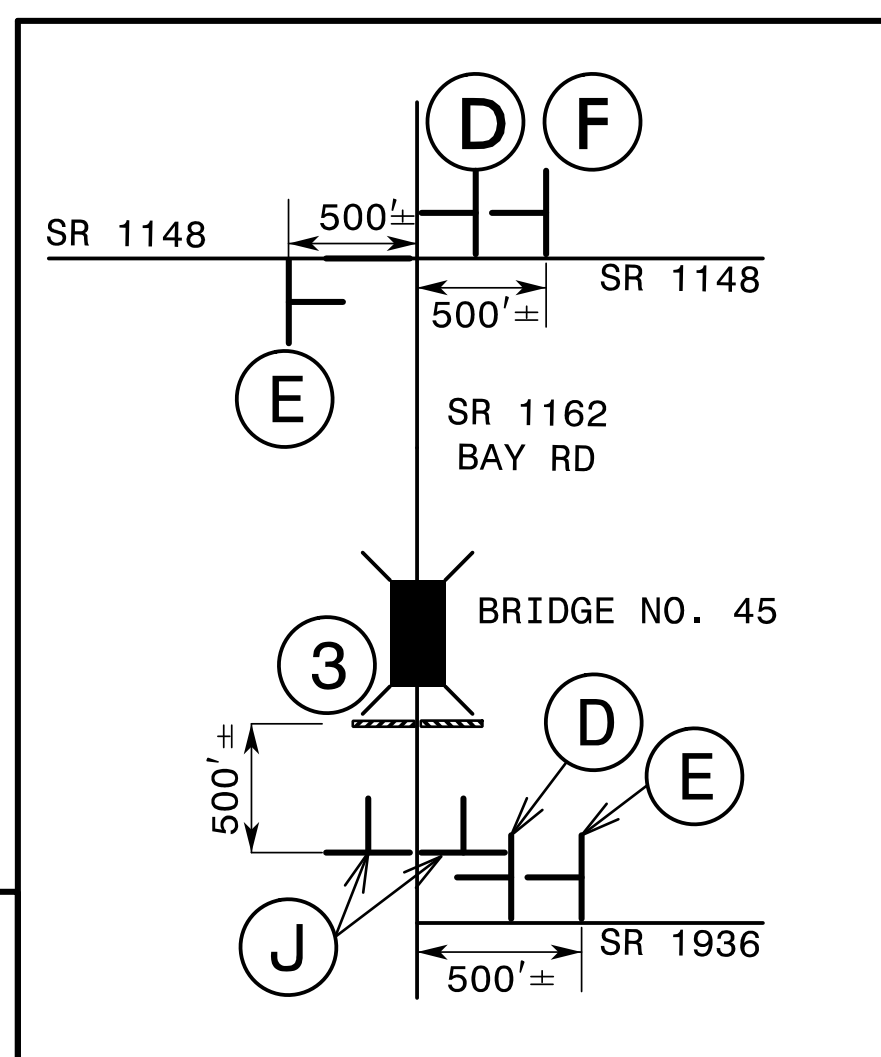 D F
500'±
SR 1148
SR 1148
500'±
E
SR 1162
BAY RD
BRIDGE NO. 45
3
D
500'±
E
J
SR 1936
500'±